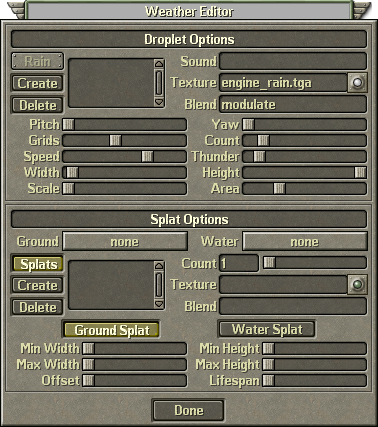 Weather Editor
Droplet Options
Rain Sound
Create Texture engine_rain.tga
Delete Blend modulate
Pitch Yaw
Grids Count
Speed Thunder
Width Height
Scale Area
Splat Options
Ground none Water none
Splats Count 1
Create Texture
Delete Blend
Ground Splat Water Splat
Min Width Min Height
Max Width Max Height
Offset Lifespan
Done